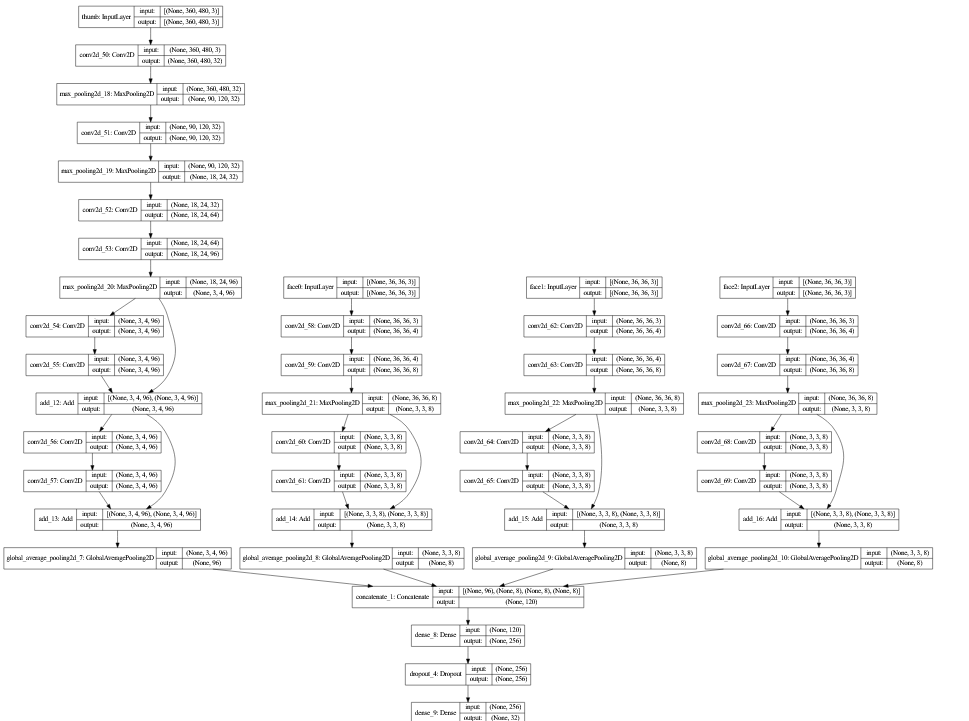 thumb: InputLayer input: [(None, 360, 480, 3)]
output: [(None, 360, 480, 3)]
conv2d_50: Conv2D input: (None, 360, 480, 3)
output: (None, 360, 480, 32)
max_pooling2d_18: MaxPooling2D input: (None, 360, 480, 32)
output: (None, 90, 120, 32)
conv2d_51: Conv2D input: (None, 90, 120, 32)
output: (None, 90, 120, 32)
max_pooling2d_19: MaxPooling2D input: (None, 90, 120, 32)
output: (None, 18, 24, 32)
conv2d_52: Conv2D input: (None, 18, 24, 32)
output: (None, 18, 24, 64)
conv2d_53: Conv2D input: (None, 18, 24, 64)
output: (None, 18, 24, 96)
max_pooling2d_20: MaxPooling2D input: (None, 18, 24, 96)
output: (None, 3, 4, 96)
face0: InputLayer input: [(None, 36, 36, 3)]
output: [(None, 36, 36, 3)]
face1: InputLayer input: [(None, 36, 36, 3)]
output: [(None, 36, 36, 3)]
face2: InputLayer input: [(None, 36, 36, 3)]
output: [(None, 36, 36, 3)]
conv2d_54: Conv2D input: (None, 3, 4, 96)
output: (None, 3, 4, 96)
conv2d_58: Conv2D input: (None, 36, 36, 3)
output: (None, 36, 36, 4)
conv2d_62: Conv2D input: (None, 36, 36, 3)
output: (None, 36, 36, 4)
conv2d_66: Conv2D input: (None, 36, 36, 3)
output: (None, 36, 36, 4)
conv2d_55: Conv2D input: (None, 3, 4, 96)
output: (None, 3, 4, 96)
conv2d_59: Conv2D input: (None, 36, 36, 4)
output: (None, 36, 36, 8)
conv2d_63: Conv2D input: (None, 36, 36, 4)
output: (None, 36, 36, 8)
conv2d_67: Conv2D input: (None, 36, 36, 4)
output: (None, 36, 36, 8)
add_12: Add input: [(None, 3, 4, 96), (None, 3, 4, 96)]
output: (None, 3, 4, 96)
max_pooling2d_21: MaxPooling2D input: (None, 36, 36, 8)
output: (None, 3, 3, 8)
max_pooling2d_22: MaxPooling2D input: (None, 36, 36, 8)
output: (None, 3, 3, 8)
max_pooling2d_23: MaxPooling2D input: (None, 36, 36, 8)
output: (None, 3, 3, 8)
conv2d_56: Conv2D input: (None, 3, 4, 96)
output: (None, 3, 4, 96)
conv2d_60: Conv2D input: (None, 3, 3, 8)
output: (None, 3, 3, 8)
conv2d_64: Conv2D input: (None, 3, 3, 8)
output: (None, 3, 3, 8)
conv2d_68: Conv2D input: (None, 3, 3, 8)
output: (None, 3, 3, 8)
conv2d_57: Conv2D input: (None, 3, 4, 96)
output: (None, 3, 4, 96)
conv2d_61: Conv2D input: (None, 3, 3, 8)
output: (None, 3, 3, 8)
conv2d_65: Conv2D input: (None, 3, 3, 8)
output: (None, 3, 3, 8)
conv2d_69: Conv2D input: (None, 3, 3, 8)
output: (None, 3, 3, 8)
add_13: Add input: [(None, 3, 4, 96), (None, 3, 4, 96)]
output: (None, 3, 4, 96)
add_14: Add input: [(None, 3, 3, 8), (None, 3, 3, 8)]
output: (None, 3, 3, 8)
add_15: Add input: [(None, 3, 3, 8), (None, 3, 3, 8)]
output: (None, 3, 3, 8)
add_16: Add input: [(None, 3, 3, 8), (None, 3, 3, 8)]
output: (None, 3, 3, 8)
global_average_pooling2d_7: GlobalAveragePooling2D input: (None, 3, 4, 96)
output: (None, 96)
global_average_pooling2d_8: GlobalAveragePooling2D input: (None, 3, 3, 8)
output: (None, 8)
global_average_pooling2d_9: GlobalAveragePooling2D input: (None, 3, 3, 8)
output: (None, 8)
global_average_pooling2d_10: GlobalAveragePooling2D input: (None, 3, 3, 8)
output: (None, 8)
concatenate_1: Concatenate input: [(None, 96), (None, 8), (None, 8), (None, 8)]
output: (None, 120)
dense_8: Dense input: (None, 120)
output: (None, 256)
dropout_4: Dropout input: (None, 256)
output: (None, 256)
dense_9: Dense input: (None, 256)
output: (None, 32)